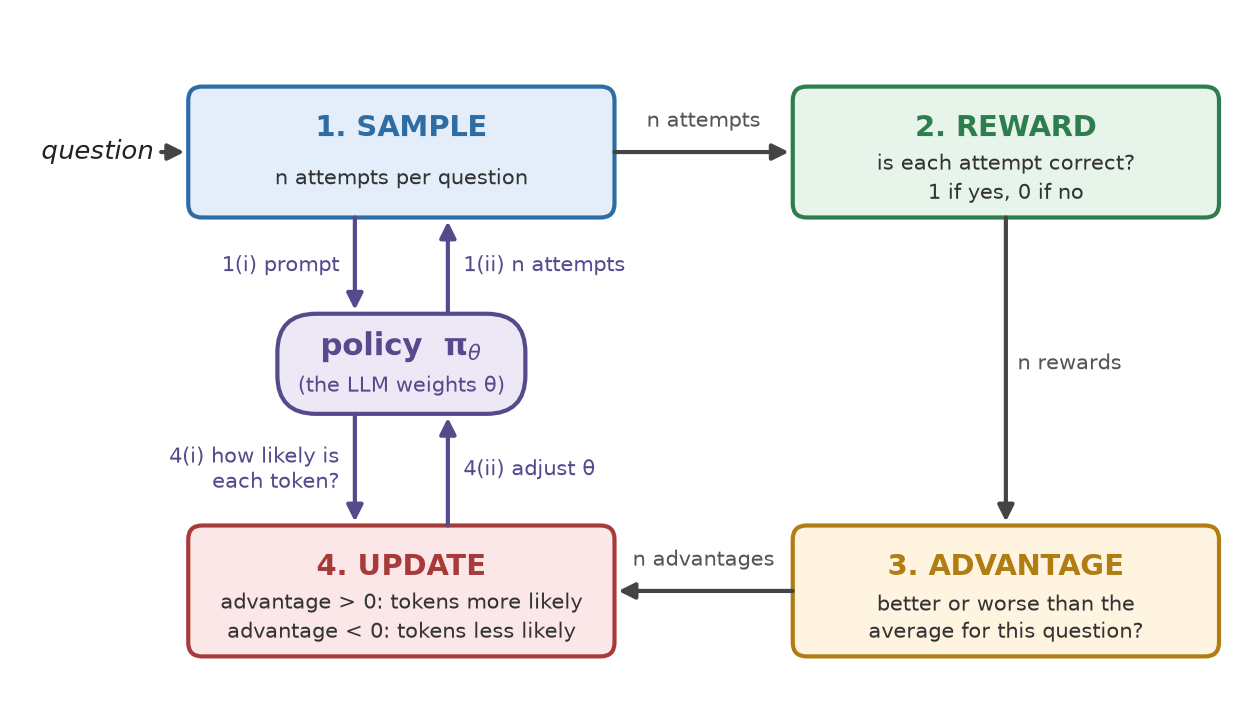 question
1. SAMPLE
n attempts per question
n attempts
2. REWARD
is each attempt correct?
1 if yes, 0 if no
1(i) prompt
1(ii) n attempts
policy πθ
(the LLM weights θ)
n rewards
4(i) how likely is
each token?
4(ii) adjust θ
4. UPDATE
advantage > 0: tokens more likely
advantage < 0: tokens less likely
n advantages
3. ADVANTAGE
better or worse than the
average for this question?